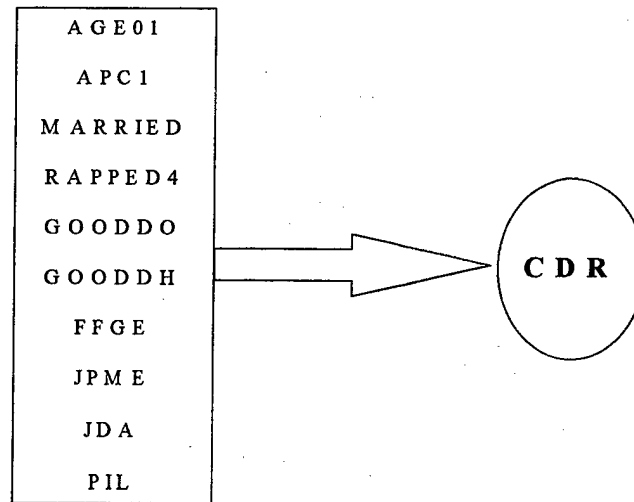 AGE01
APC1
MARRIED
RAPPED4
GOODDO
GOODDH
FFGE
JPME
JDA
PIL
CDR